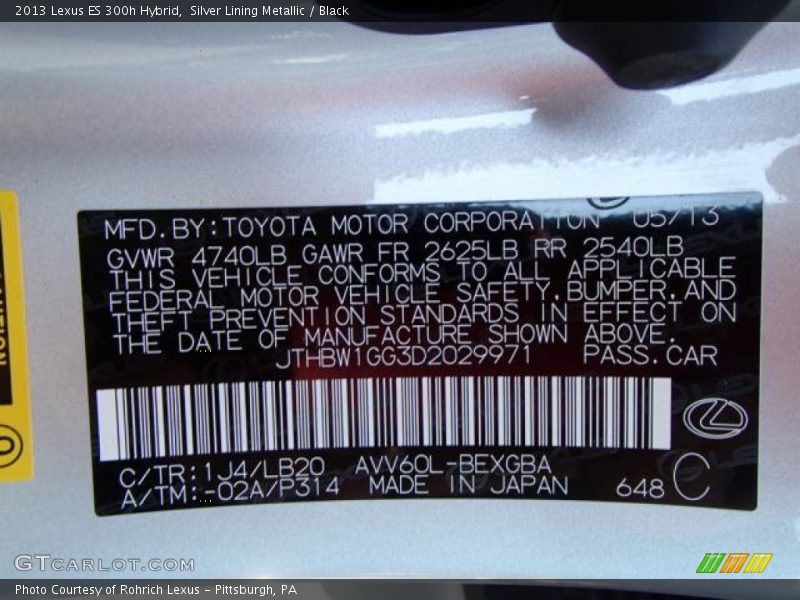 2013 Lexus ES 300h Hybrid, Silver Lining Metallic / Black
MFD.BY:TOYOTA MOTOR CORPORATION 05/13
GVWR 4740LB GAWR FR 2625LB RR 2540LB
THIS VEHICLE CONFORMS TO ALL APPLICABLE
FEDERAL MOTOR VEHICLE SAFETY,BUMPER,AND
THEFT PREVENTION STANDARDS IN EFFECT ON
THE DATE OF MANUFACTURE SHOWN ABOVE.
JTHBW1GG3D2029971 PASS.CAR
C/TR:1J4/LB20 AVV60L-BEXGBA
A/TM:-02A/P314 MADE IN JAPAN 648 C
GTCARLOT.COM
Photo Courtesy of Rohrich Lexus - Pittsburgh, PA